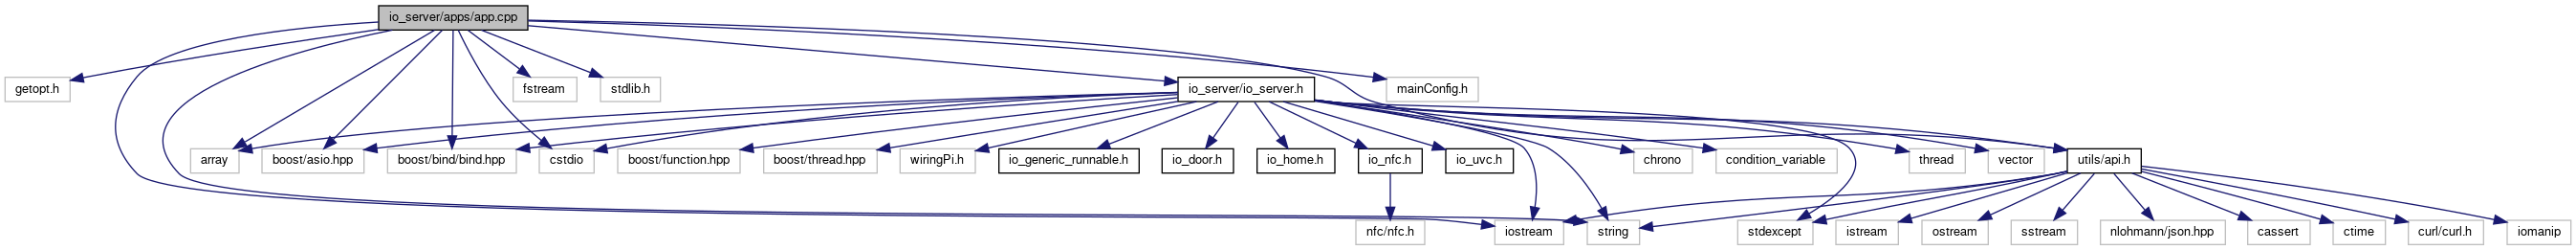 io_server/apps/app.cpp
getopt.h
fstream
stdlib.h
io_server/io_server.h
mainConfig.h
array
boost/asio.hpp
boost/bind/bind.hpp
cstdio
boost/function.hpp
boost/thread.hpp
wiringPi.h
io_generic_runnable.h
io_door.h
io_home.h
io_nfc.h
io_uvc.h
chrono
condition_variable
thread
vector
utils/api.h
nfc/nfc.h
iostream
string
stdexcept
istream
ostream
sstream
nlohmann/json.hpp
cassert
ctime
curl/curl.h
iomanip